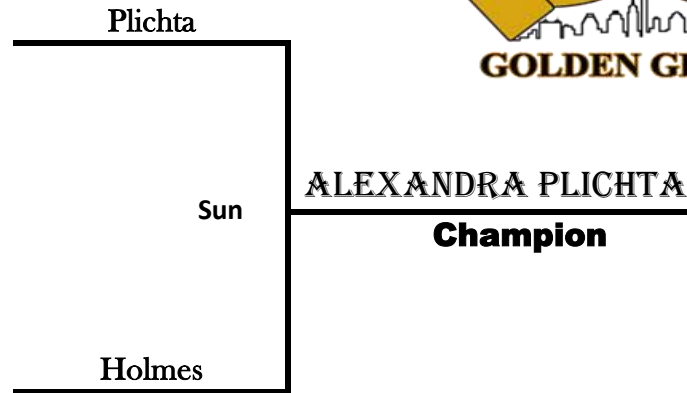 Plichta
GOLDEN
ALEXANDRA PLICHTA
Sun
Champion
Holmes